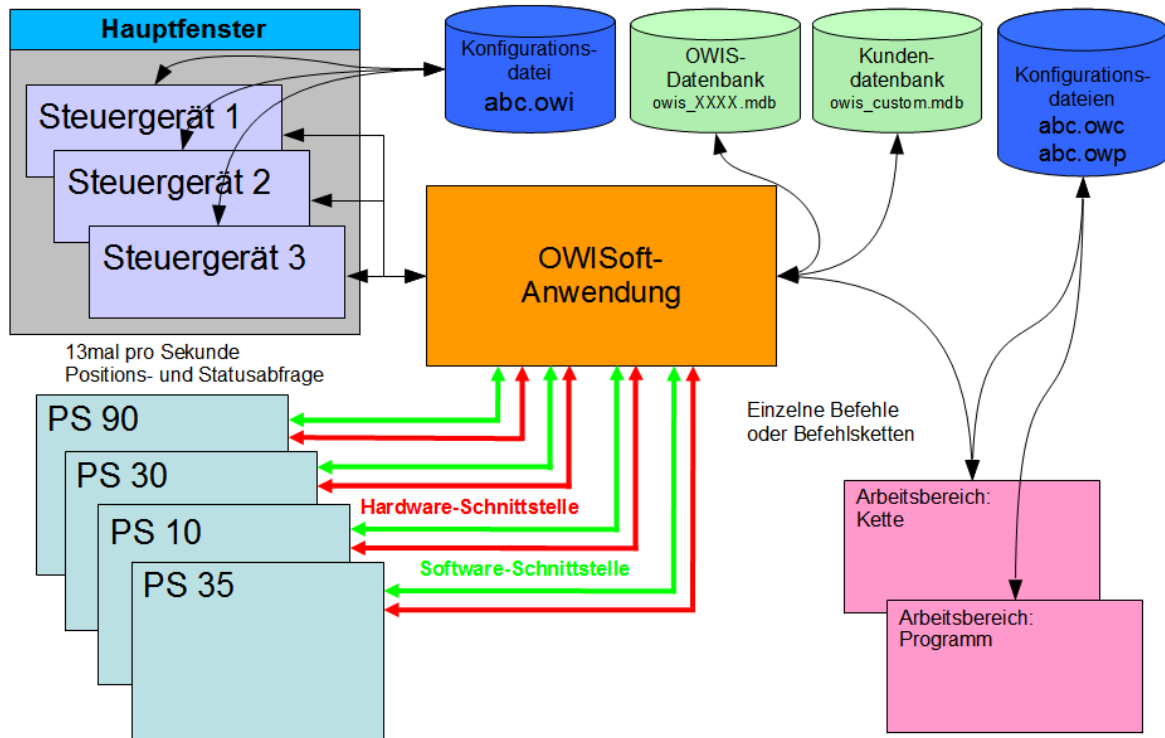 Hauptfenster
Steuergerät 1
Steuergerät 2
Steuergerät 3
Konfigurations-
datei
abc.owi
OWIS-
Datenbank
owis_XXXX.mdb
Kunden-
datenbank
owis_custom.mdb
Konfigurations-
dateien
abc.owc
abc.owp
OWISoft-
Anwendung
13mal pro Sekunde
Positions- und Statusabfrage
PS 90
PS 30
PS 10
PS 35
Hardware-Schnittstelle
Software-Schnittstelle
Einzelne Befehle
oder Befehlsketten
Arbeitsbereich:
Kette
Arbeitsbereich:
Programm